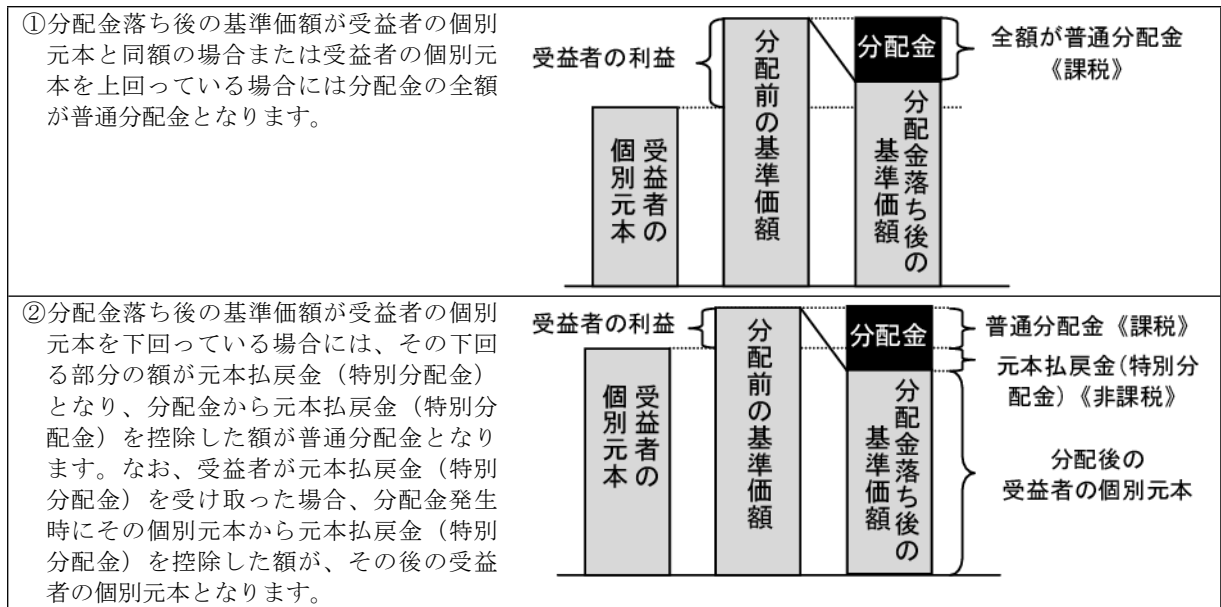 ①分配金落ち後の基準価額が受益者の個別
元本と同額の場合または受益者の個別元
本を上回っている場合には分配金の全額
が普通分配金となります。
受益者の利益
受益者の
個別元本
分配前の基準価額
分配金
分配金落ち後の
基準価額
全額が普通分配金
《課税》
②分配金落ち後の基準価額が受益者の個別
元本を下回っている場合には、その下回
る部分の額が元本払戻金（特別分配金）
となり、分配金から元本払戻金（特別分
配金）を控除した額が普通分配金となり
ます。なお、受益者が元本払戻金（特別
分配金）を受け取った場合、分配金発生
時にその個別元本から元本払戻金（特別
分配金）を控除した額が、その後の受益
者の個別元本となります。
受益者の利益
受益者の
個別元本
分配前の基準価額
分配金
分配金落ち後の
基準価額
普通分配金《課税》
元本払戻金(特別分
配金)《非課税》
分配後の
受益者の個別元本